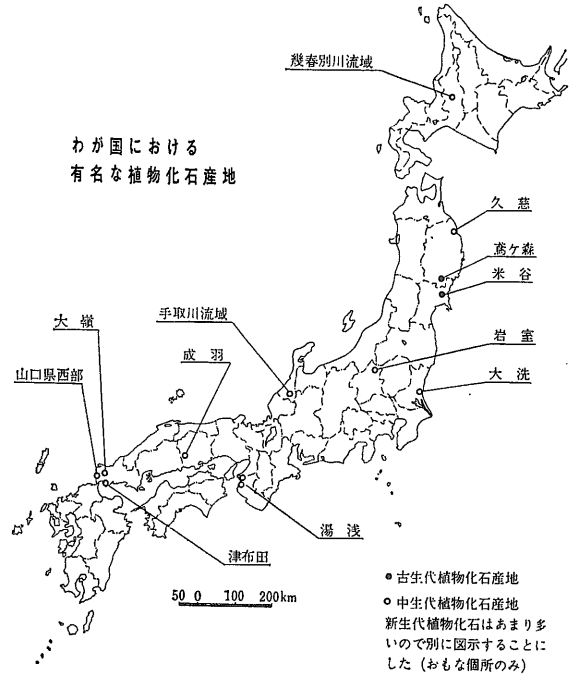 幾春別川流域
わが国における
有名な植物化石産地
久慈
鳶ケ森
米谷
手取川流域
大嶺
岩室
成羽
山口県西部
大洗
湯浅
津布田
50 0 100 200km
● 古生代植物化石産地
○ 中生代植物化石産地
新生代植物化石はあまり多
いので別に図示することに
した (おもな個所のみ)